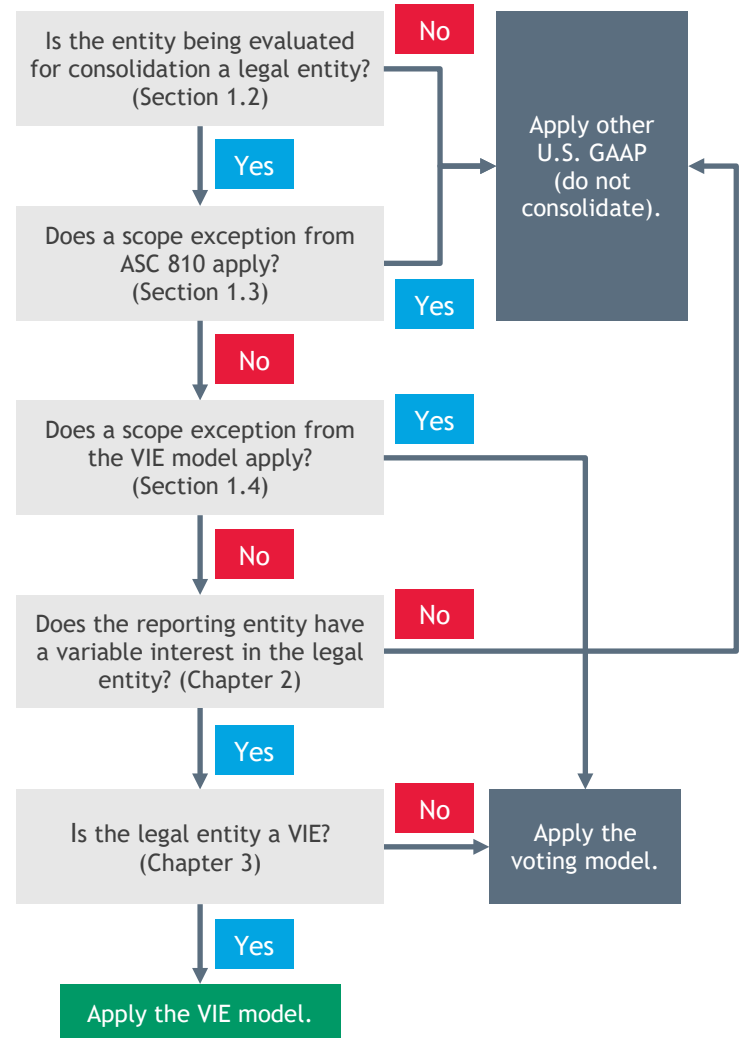 Is the entity being evaluated
for consolidation a legal entity?
(Section 1.2)
No
Yes
Apply other
U.S. GAAP
(do not
consolidate).
Does a scope exception from
ASC 810 apply?
(Section 1.3)
Yes
No
Does a scope exception from
the VIE model apply?
(Section 1.4)
Yes
No
Does the reporting entity have
a variable interest in the legal
entity? (Chapter 2)
No
Yes
Is the legal entity a VIE?
(Chapter 3)
No
Apply the
voting model.
Yes
Apply the VIE model.